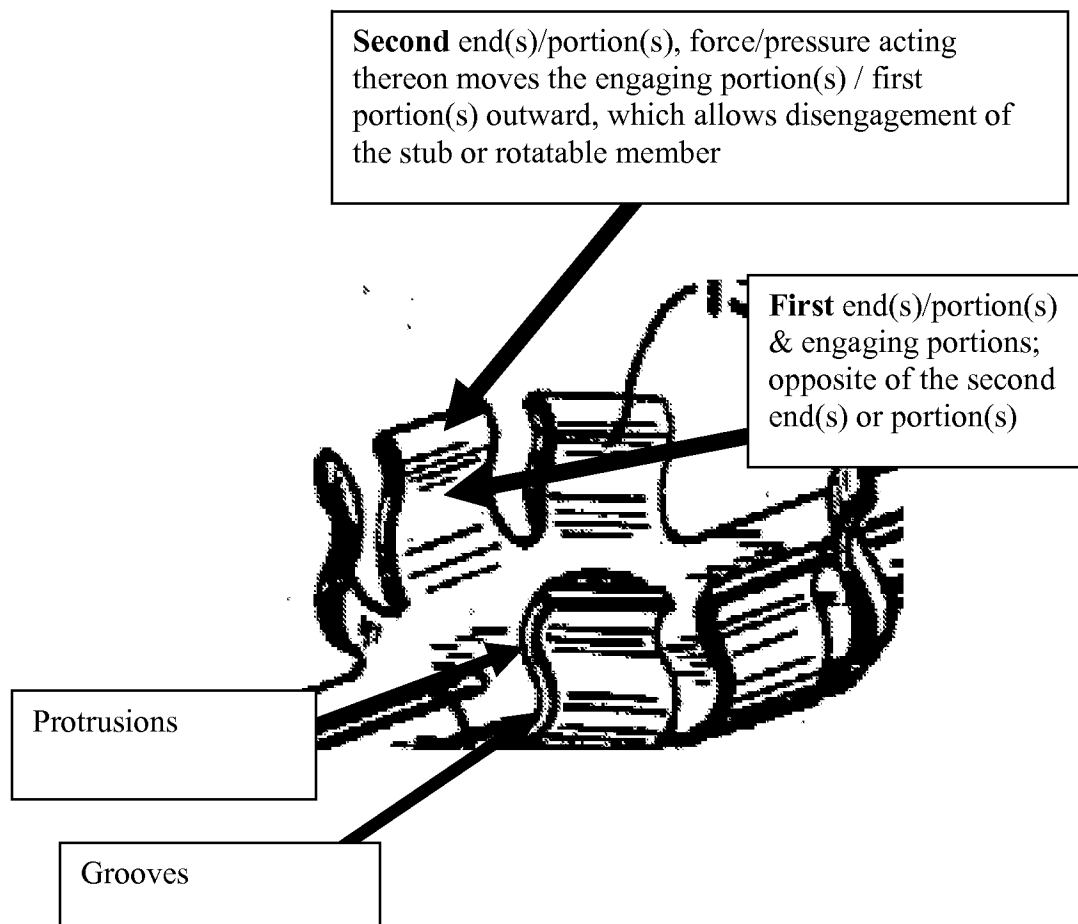 Second end(s)/portion(s), force/pressure acting
thereon moves the engaging portion(s) / first
portion(s) outward, which allows disengagement of
the stub or rotatable member
First end(s)/portion(s)
& engaging portions;
opposite of the second
end(s) or portion(s)
Protrusions
Grooves